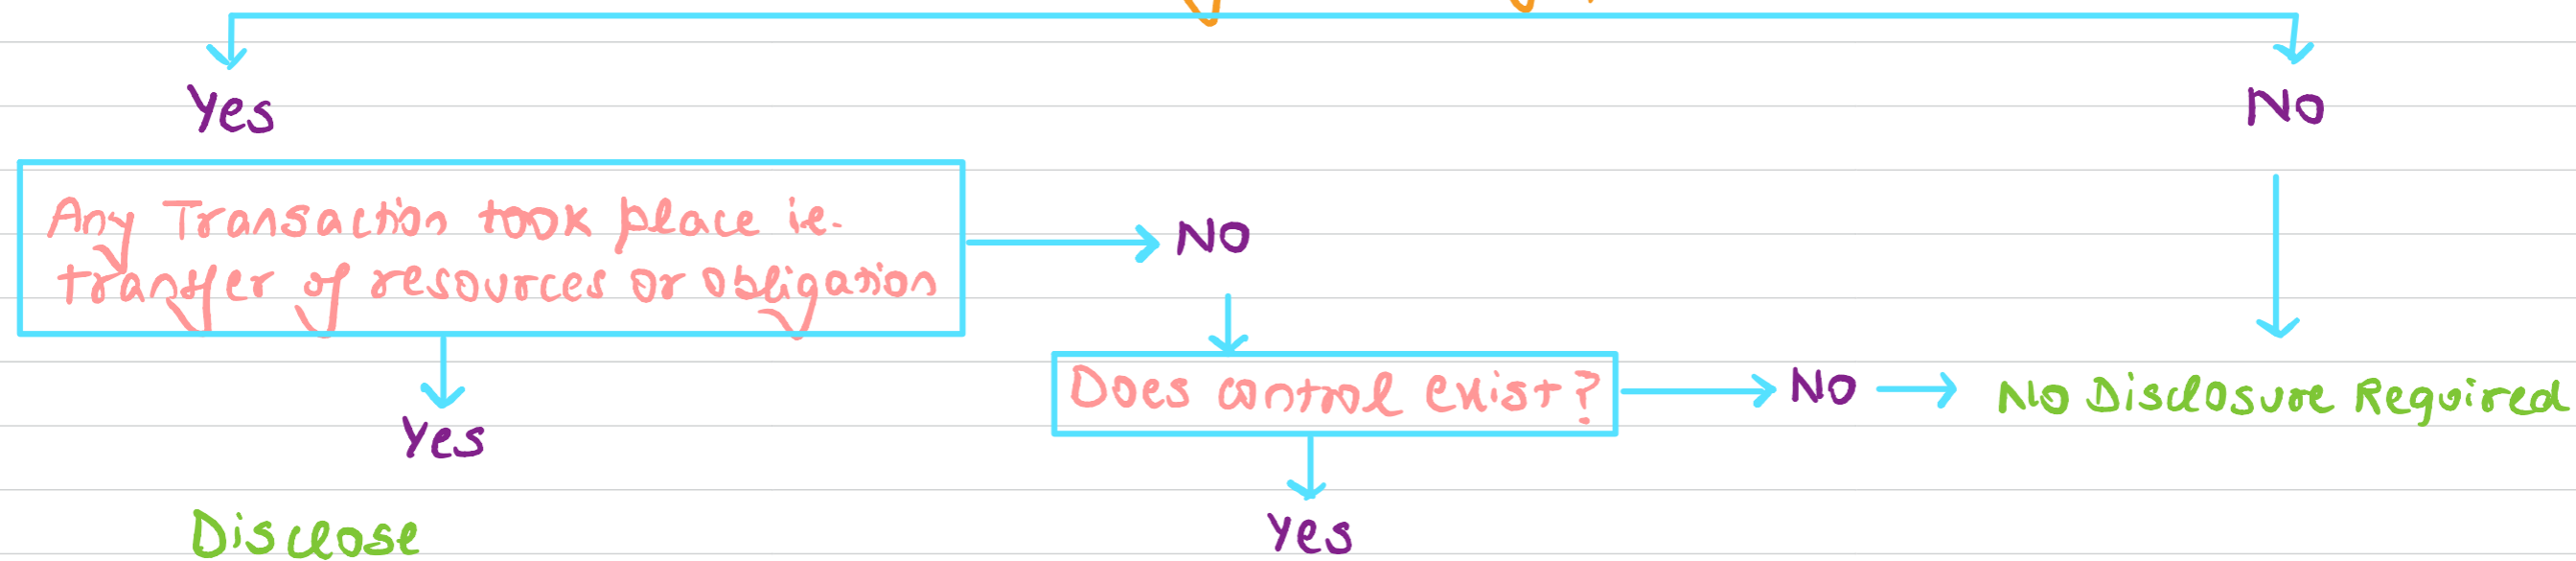 Yes
No
Any Transaction took place ie.
transfer of resources or obligation
No
Does control exist?
No
No Disclosure Required
Yes
Disclose
Yes